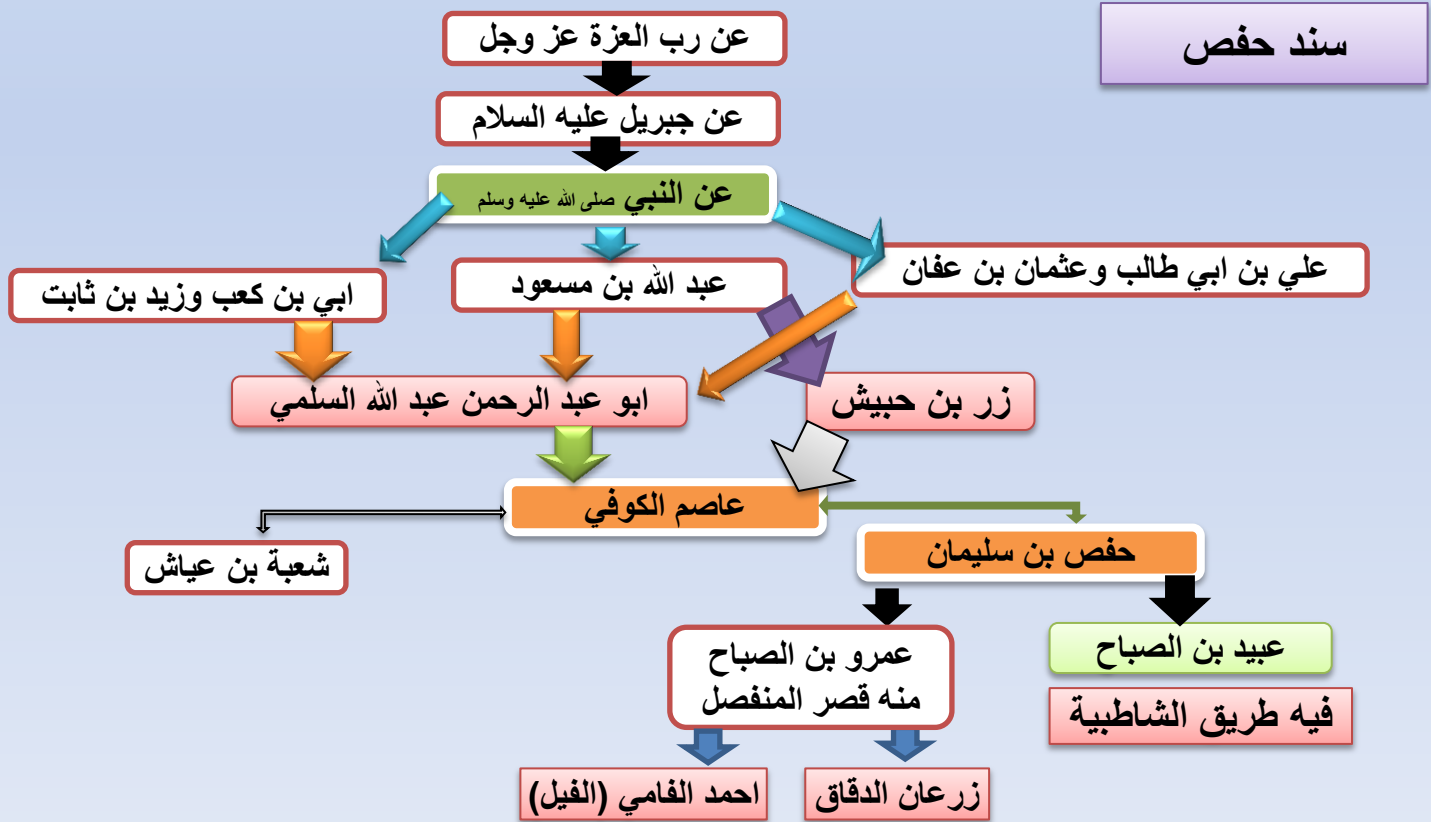 سند حفص
عن رب العزة عز وجل
عن جبريل عليه السلام
عن النبي صلى الله عليه وسلم
علي بن ابي طالب وعثمان بن عفان
عبد الله بن مسعود
ابي بن كعب وزيد بن ثابت
زر بن حبيش
ابو عبد الرحمن عبد الله السلمي
عاصم الكوفي
حفص بن سليمان
شعبة بن عياش
عبيد بن الصباح
فيه طريق الشاطبية
عمرو بن الصباح
منه قصر المنفصل
زرعان الدقاق
احمد الفامي (الفيل)